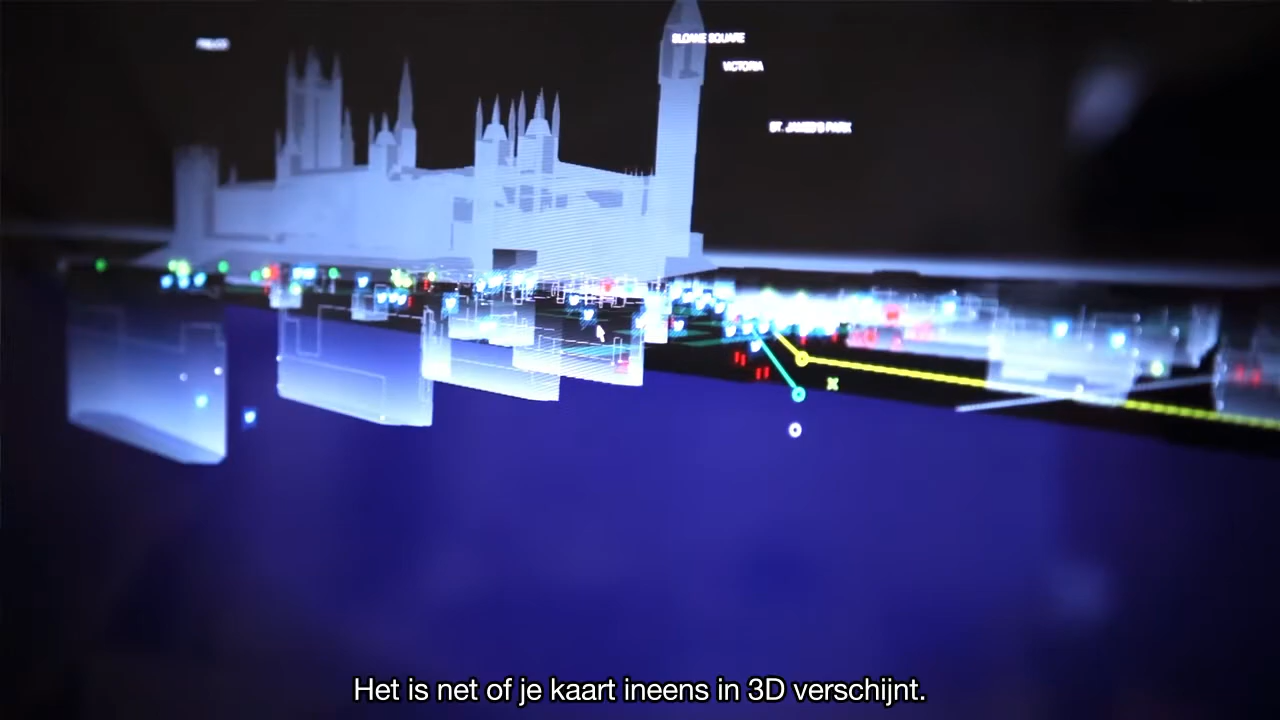 PIMLICO
SLOANE SQUARE
VICTORIA
ST. JAMES'S PARK
Het is net of je kaart ineens in 3D verschijnt.